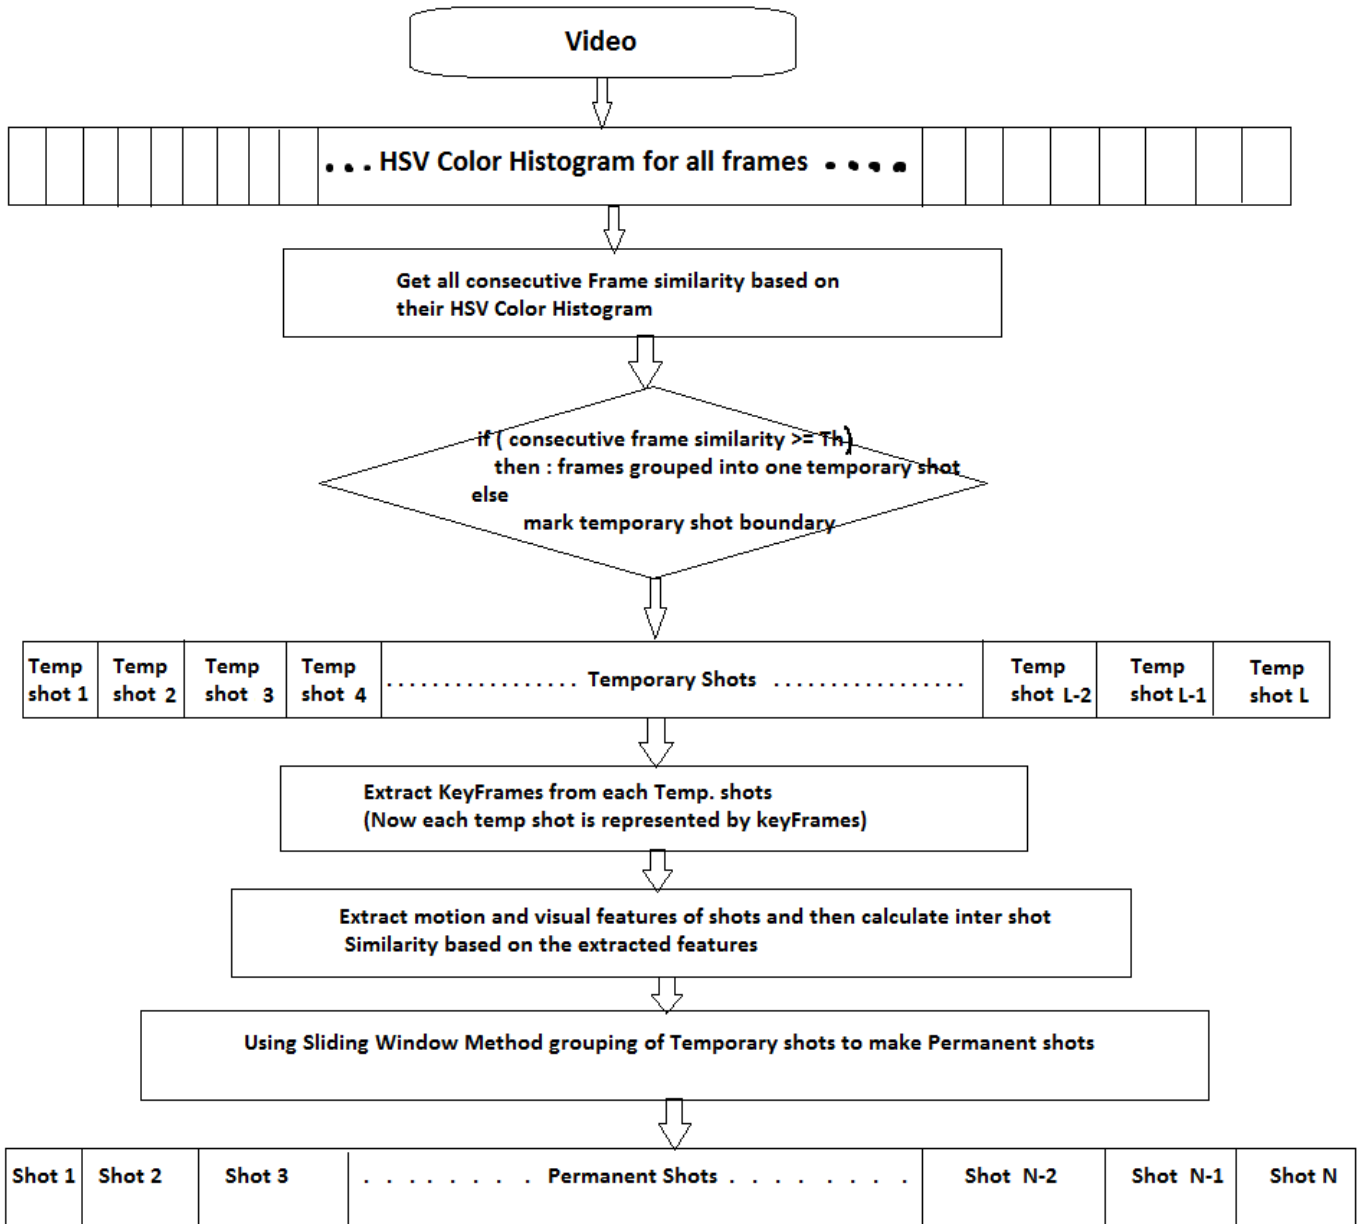 Video
... HSV Color Histogram for all frames ....
Get all consecutive Frame similarity based on
their HSV Color Histogram
if ( consecutive frame similarity >= Th)
then : frames grouped into one temporary shot
else
mark temporary shot boundary
Temp shot 1
Temp shot 2
Temp shot 3
Temp shot 4
................. Temporary Shots .................
Temp shot L-2
Temp shot L-1
Temp shot L
Extract KeyFrames from each Temp. shots
(Now each temp shot is represented by keyFrames)
Extract motion and visual features of shots and then calculate inter shot
Similarity based on the extracted features
Using Sliding Window Method grouping of Temporary shots to make Permanent shots
Shot 1
Shot 2
Shot 3
. . . . . . . . Permanent Shots . . . . . . . .
Shot N-2
Shot N-1
Shot N